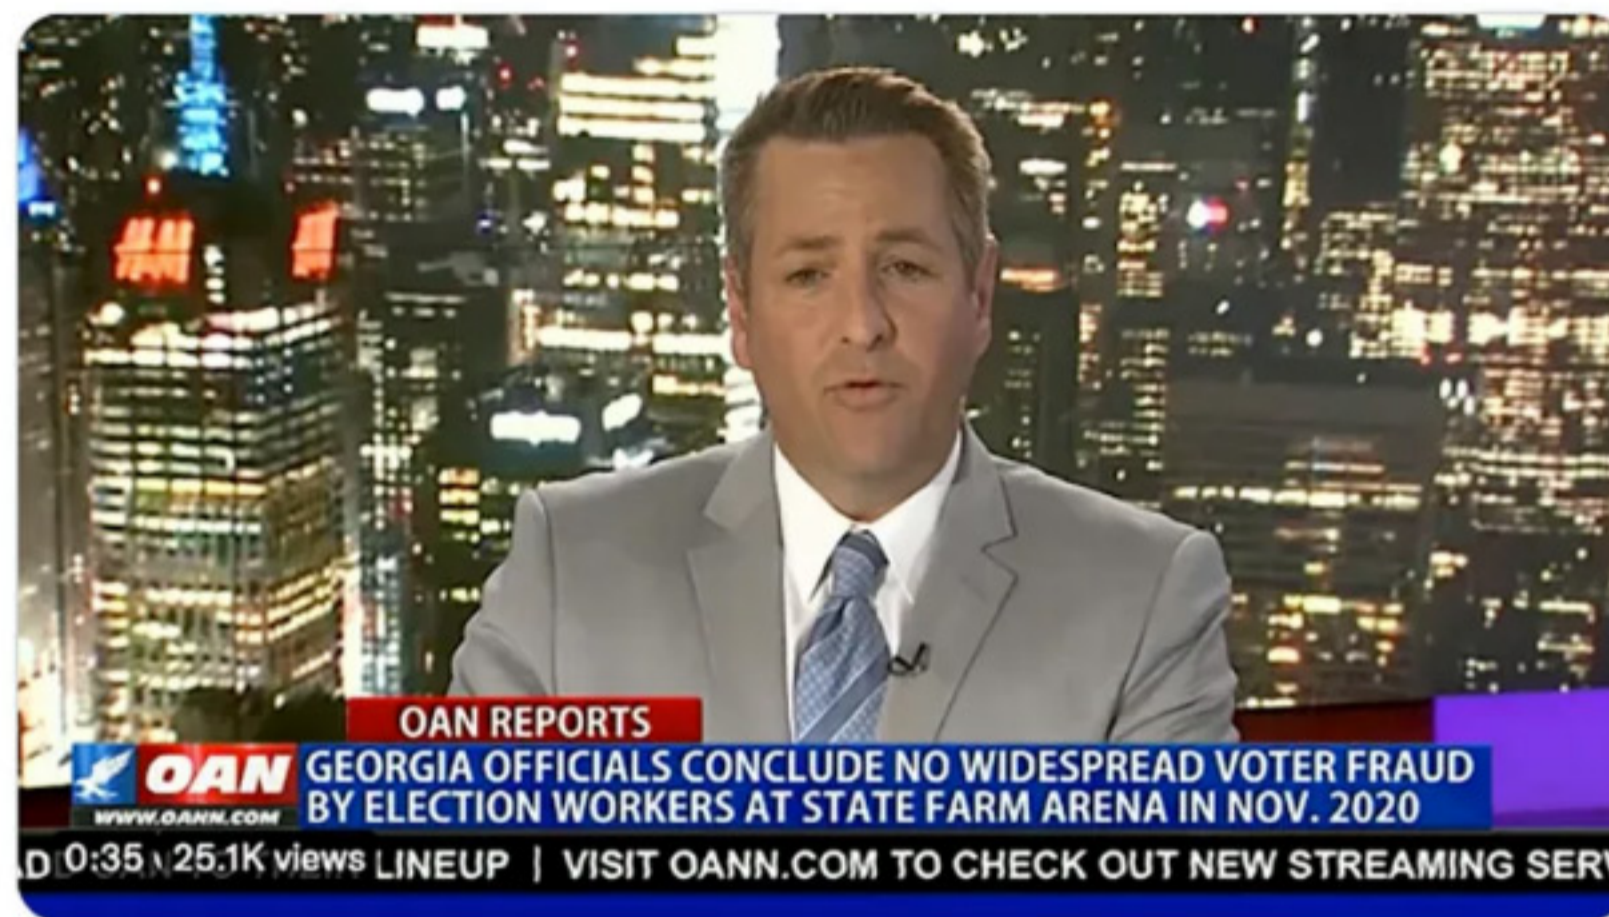 OAN REPORTS
OAN
WWW.OANN.COM
GEORGIA OFFICIALS CONCLUDE NO WIDESPREAD VOTER FRAUD
BY ELECTION WORKERS AT STATE FARM ARENA IN NOV. 2020
0:35 25.1K views
LINEUP | VISIT OANN.COM TO CHECK OUT NEW STREAMING SERV